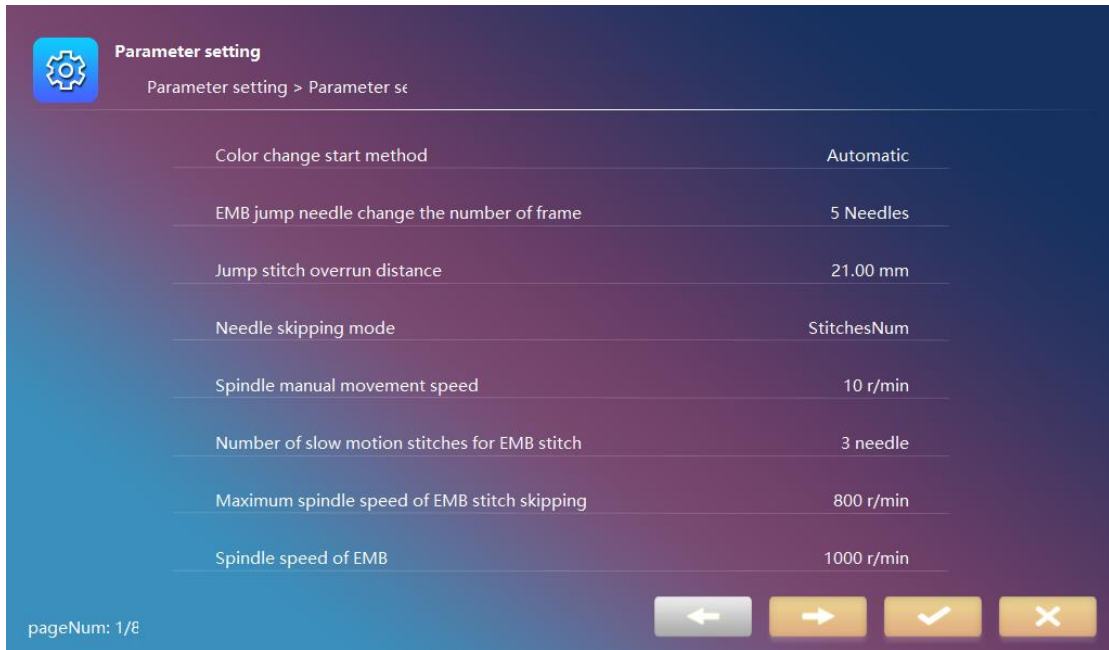 Parameter setting
Parameter setting > Parameter se
Color change start method Automatic
EMB jump needle change the number of frame 5 Needles
Jump stitch overrun distance 21.00 mm
Needle skipping mode StitchesNum
Spindle manual movement speed 10 r/min
Number of slow motion stitches for EMB stitch 3 needle
Maximum spindle speed of EMB stitch skipping 800 r/min
Spindle speed of EMB 1000 r/min
pageNum: 1/8